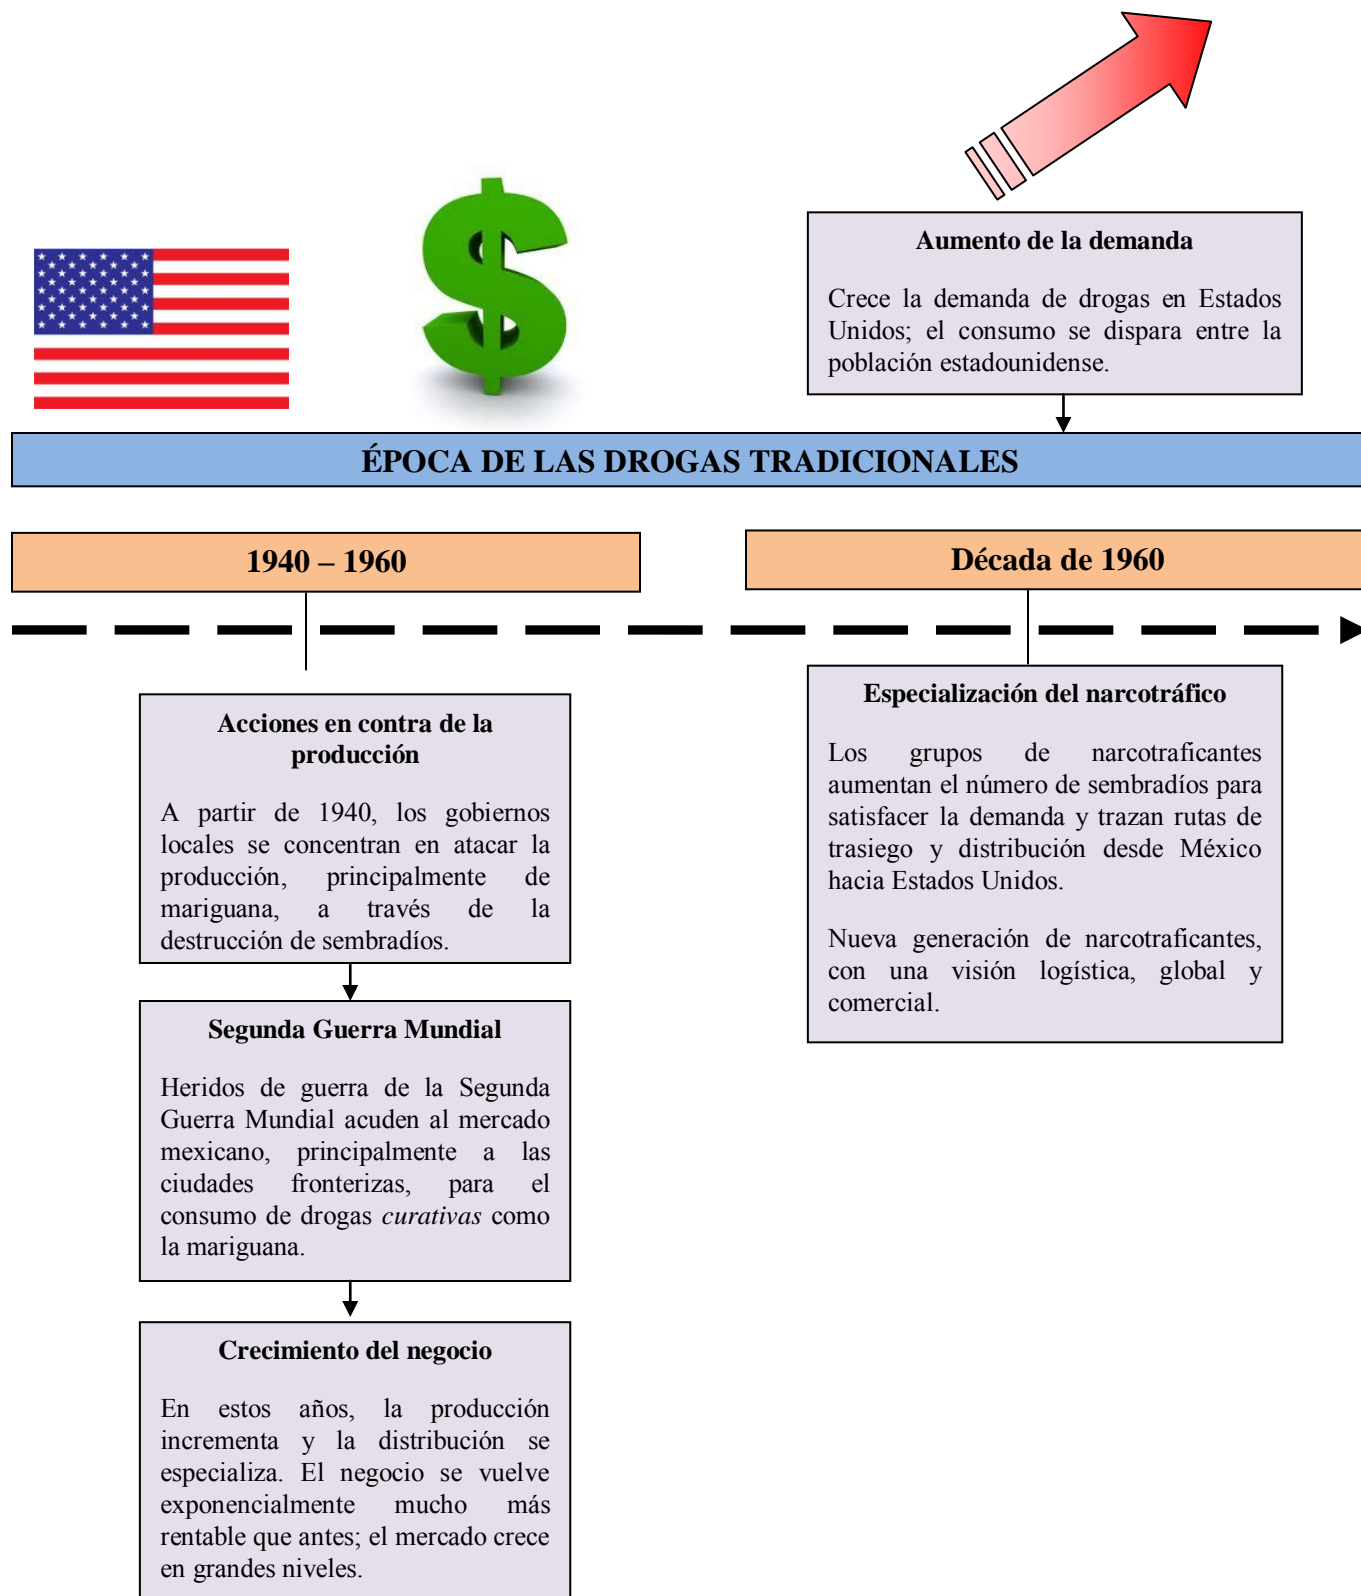 Aumento de la demanda
Crece la demanda de drogas en Estados
Unidos; el consumo se dispara entre la
población estadounidense.
ÉPOCA DE LAS DROGAS TRADICIONALES
1940 – 1960
Década de 1960
Acciones en contra de la
producción
A partir de 1940, los gobiernos
locales se concentran en atacar la
producción, principalmente de
mariguana, a través de la
destrucción de sembradíos.
Segunda Guerra Mundial
Heridos de guerra de la Segunda
Guerra Mundial acuden al mercado
mexicano, principalmente a las
ciudades fronterizas, para el
consumo de drogas curativas como
la mariguana.
Crecimiento del negocio
En estos años, la producción
incrementa y la distribución se
especializa. El negocio se vuelve
exponencialmente mucho más
rentable que antes; el mercado crece
en grandes niveles.
Especialización del narcotráfico
Los grupos de narcotraficantes
aumentan el número de sembradíos para
satisfacer la demanda y trazan rutas de
trasiego y distribución desde México
hacia Estados Unidos.
Nueva generación de narcotraficantes,
con una visión logística, global y
comercial.